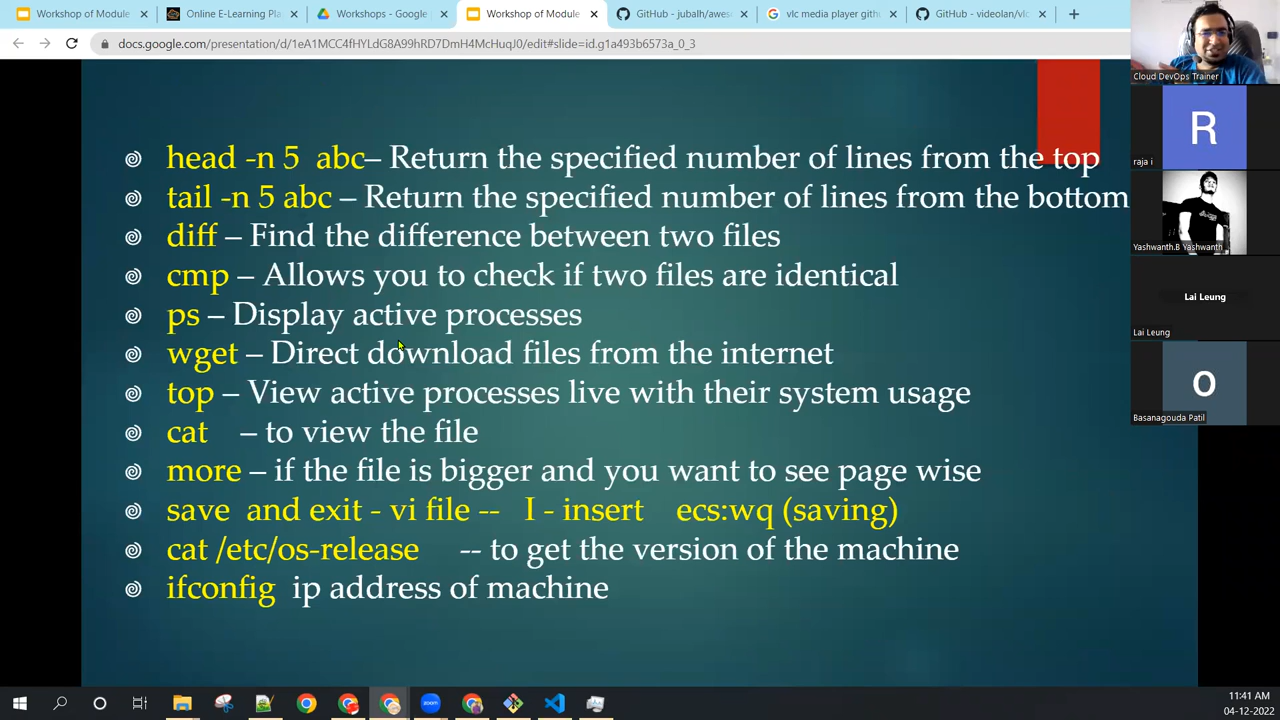 Workshop of Module
Online E-Learning Pla
Workshops - Google
Workshop of Module
GitHub - jubalh/awes
vlc media player gith
GitHub - videolan/vlc
docs.google.com/presentation/d/1eA1MCC4fHYLdG8A99hRD7DmH4McHuqJ0/edit#slide=id.g1a493b6573a_0_3
head -n 5 abc– Return the specified number of lines from the top
tail -n 5 abc – Return the specified number of lines from the bottom
diff – Find the difference between two files
cmp – Allows you to check if two files are identical
ps – Display active processes
wget – Direct download files from the internet
top – View active processes live with their system usage
cat – to view the file
more – if the file is bigger and you want to see page wise
save and exit - vi file -- I - insert ecs:wq (saving)
cat /etc/os-release -- to get the version of the machine
ifconfig ip address of machine
Cloud DevOps Trainer
R
raja i
Yashwanth.B Yashwanth
Lai Leung
Lai Leung
O
Basanagouda Patil
zoom
11:41 AM
04-12-2022